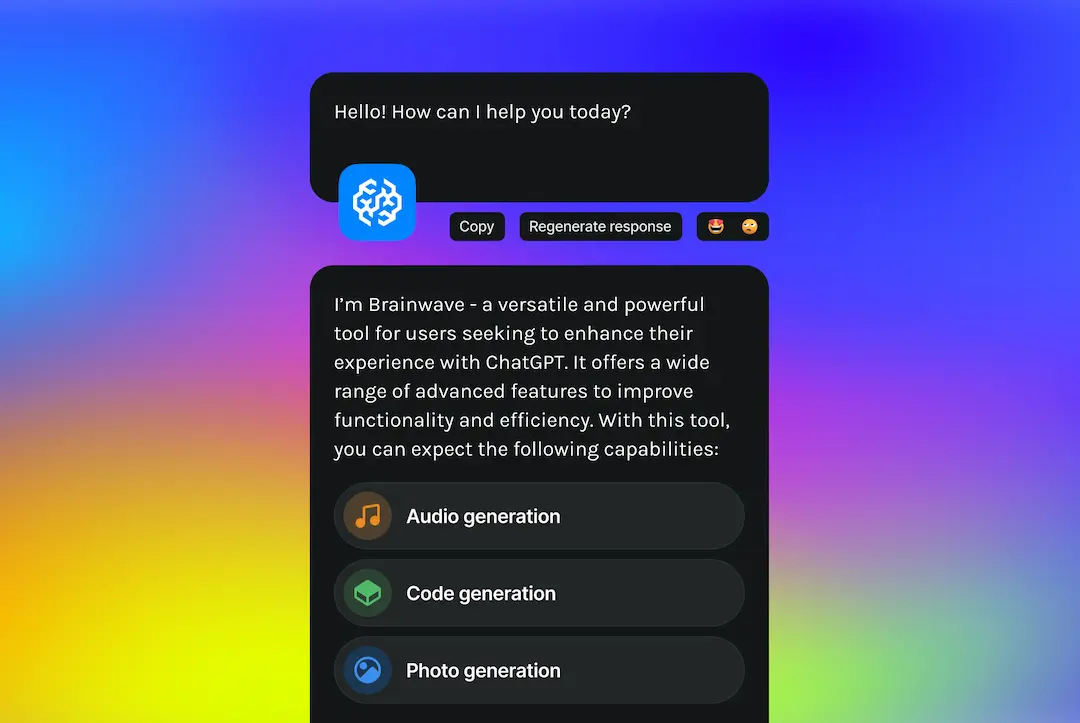 Hello! How can I help you today?
Copy
Regenerate response
I’m Brainwave - a versatile and powerful
tool for users seeking to enhance their
experience with ChatGPT. It offers a wide
range of advanced features to improve
functionality and efficiency. With this tool,
you can expect the following capabilities:
Audio generation
Code generation
Photo generation